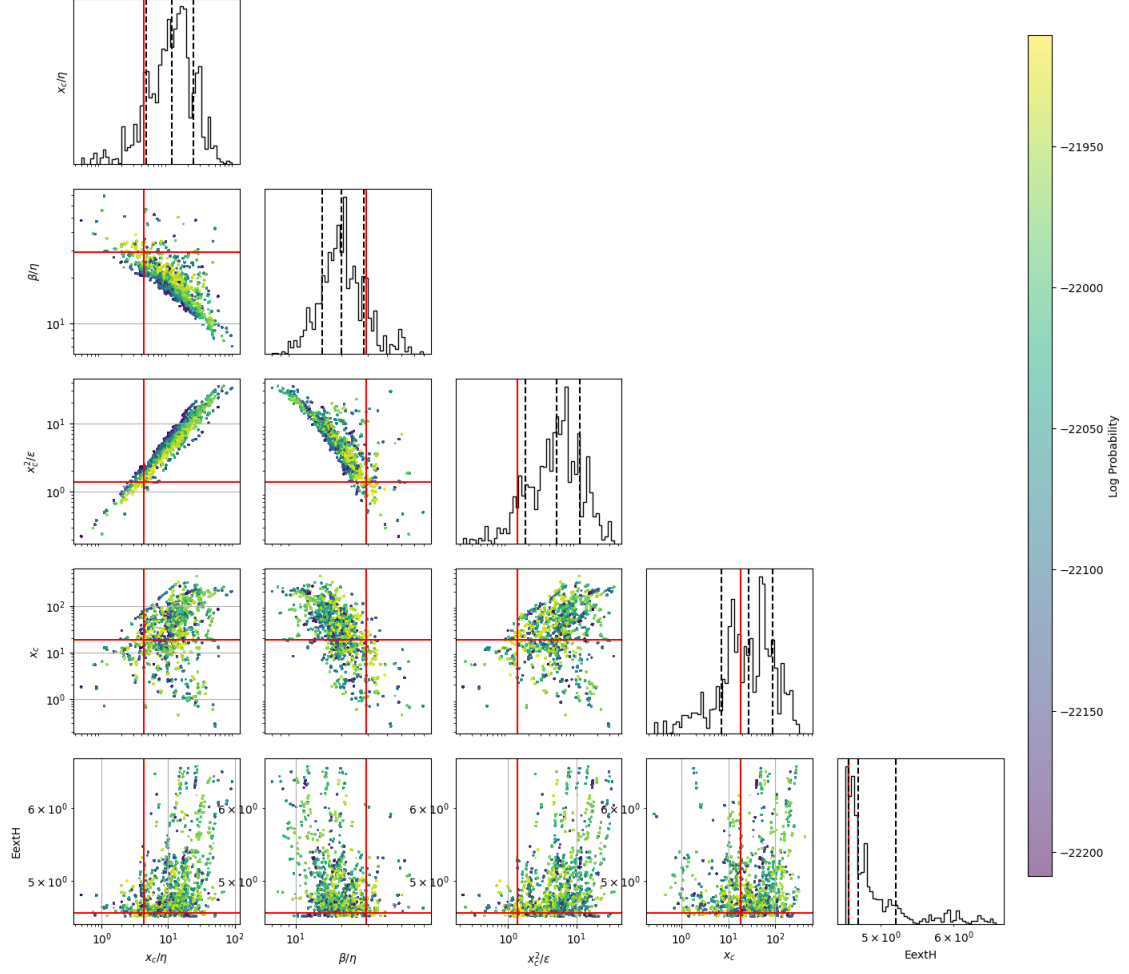 x_c/η
−21950
β/η
10¹
−22000
x_c²/ε
10¹
10⁰
−22050
Log Probability
−22100
x_c
10²
10¹
10⁰
−22150
EextH
6 × 10⁰
5 × 10⁰
6 × 10⁰
5 × 10⁰
6 × 10⁰
5 × 10⁰
6 × 10⁰
5 × 10⁰
−22200
10⁰ 10¹ 10²
10¹
10⁰ 10¹
10⁰ 10¹ 10²
5 × 10⁰ 6 × 10⁰
x_c/η
β/η
x_c²/ε
x_c
EextH